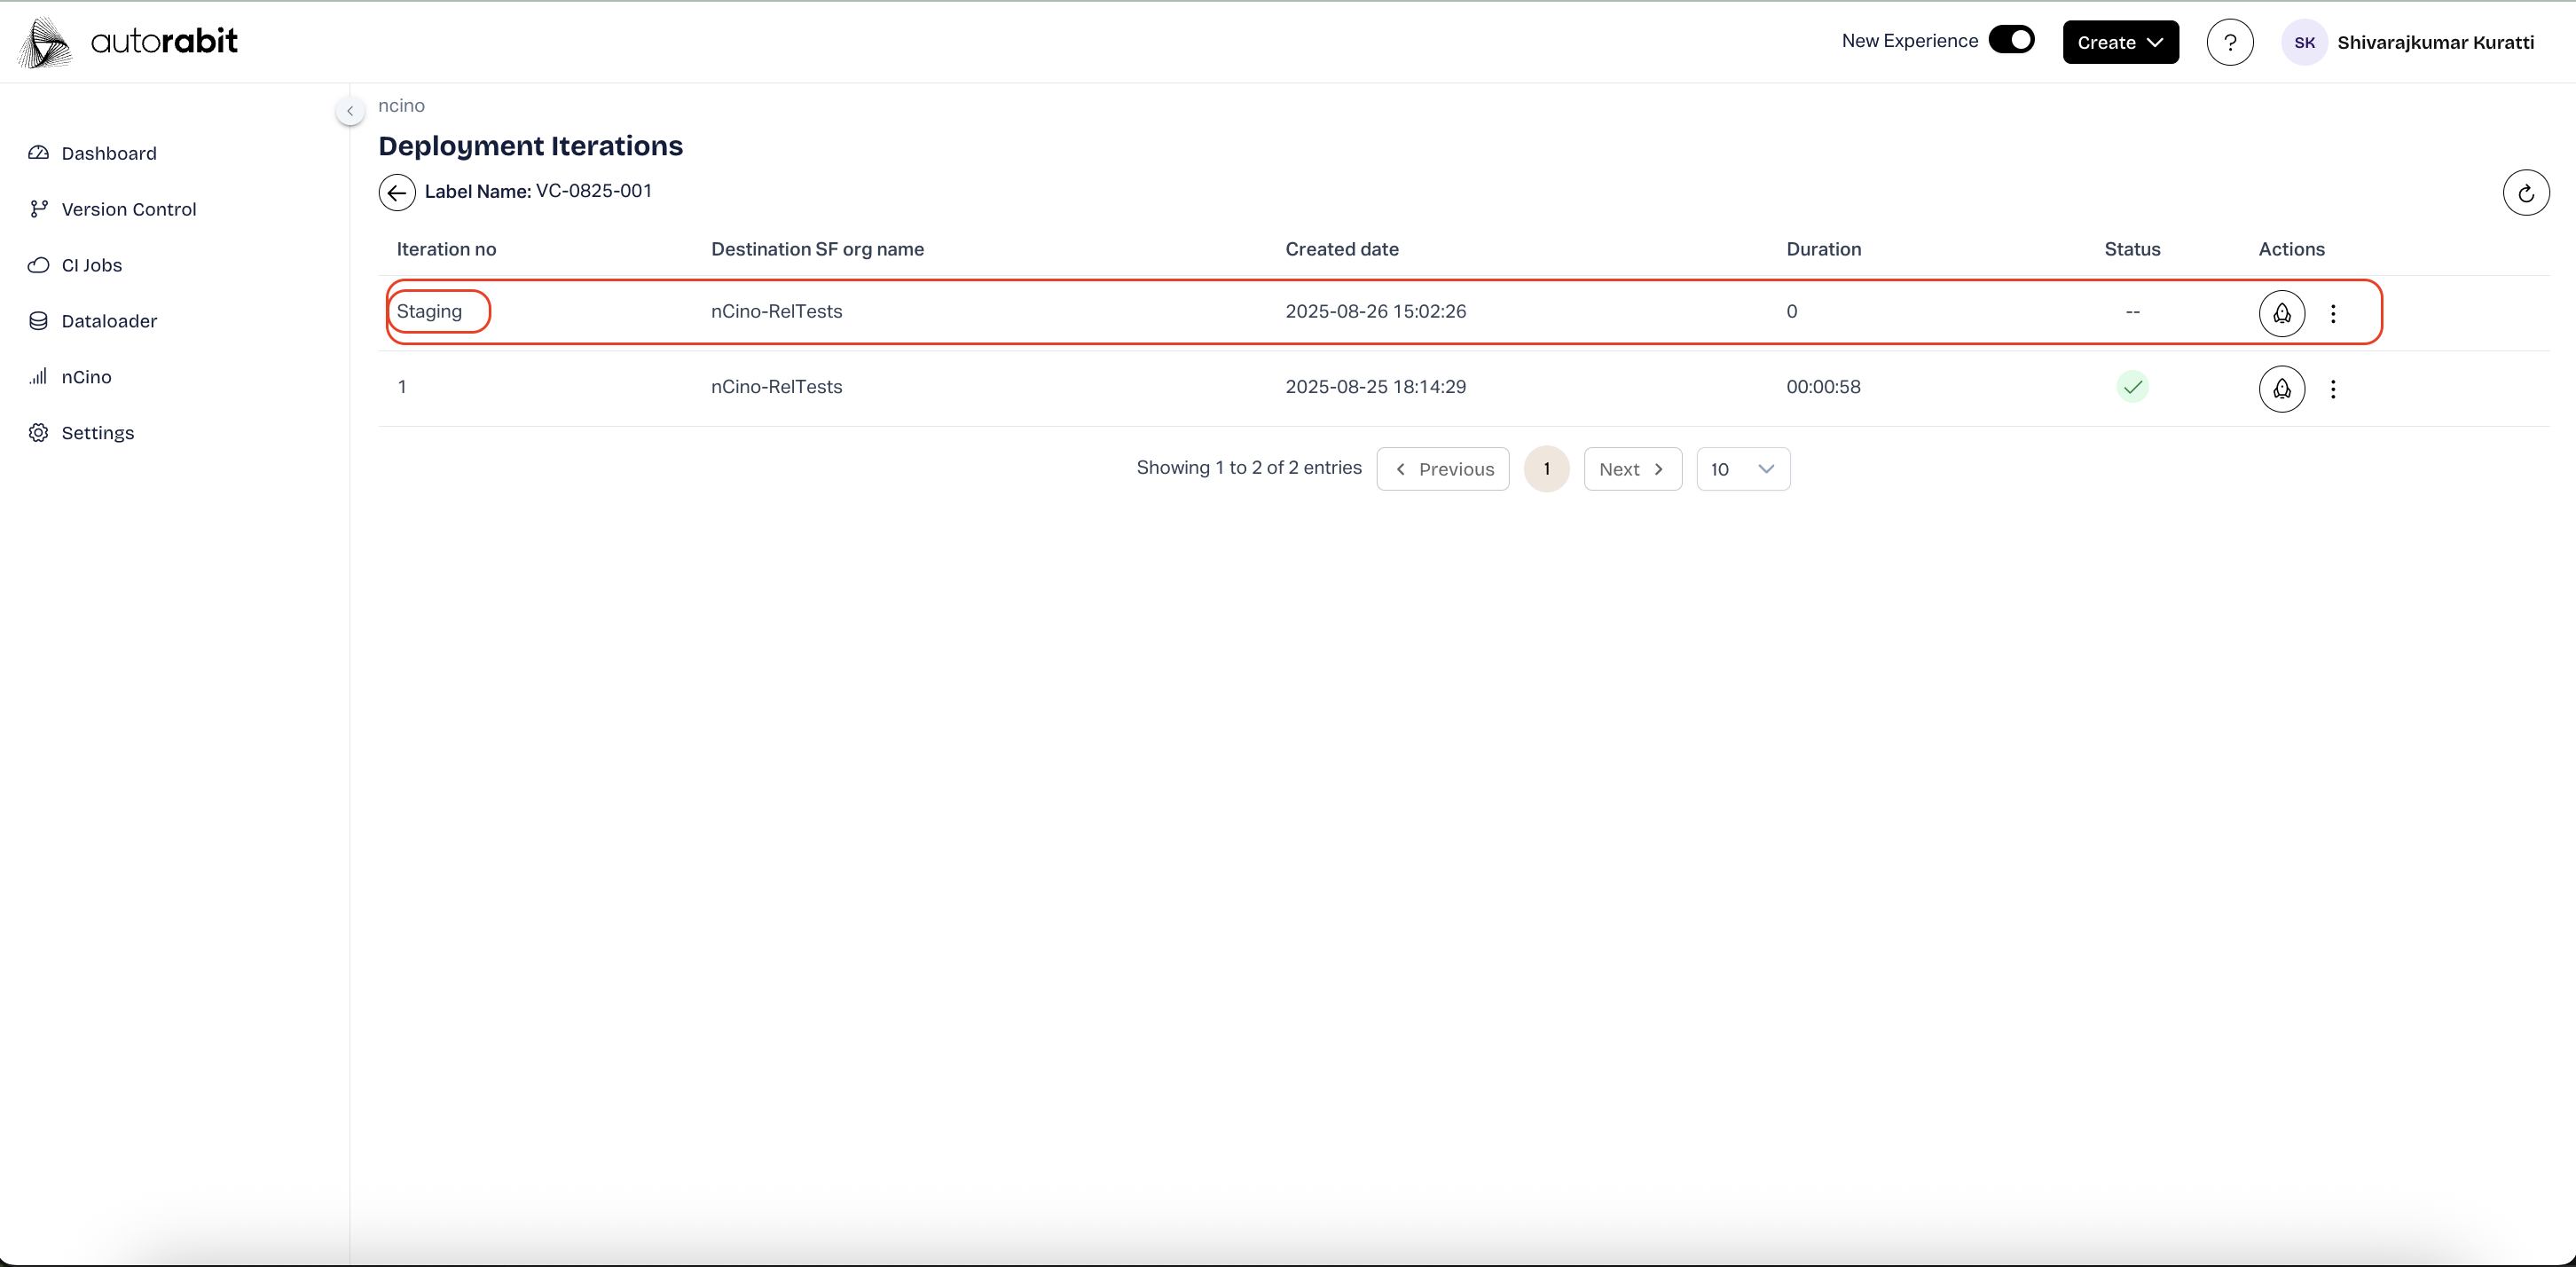 autorabit
New Experience
Create
?
SK
Shivarajkumar Kuratti
Dashboard
Version Control
CI Jobs
Dataloader
nCino
Settings
ncino
Deployment Iterations
Label Name: VC-0825-001
Iteration no Destination SF org name Created date Duration Status Actions
Staging nCino-RelTests 2025-08-26 15:02:26 0 --
1 nCino-RelTests 2025-08-25 18:14:29 00:00:58
Showing 1 to 2 of 2 entries Previous 1 Next 10